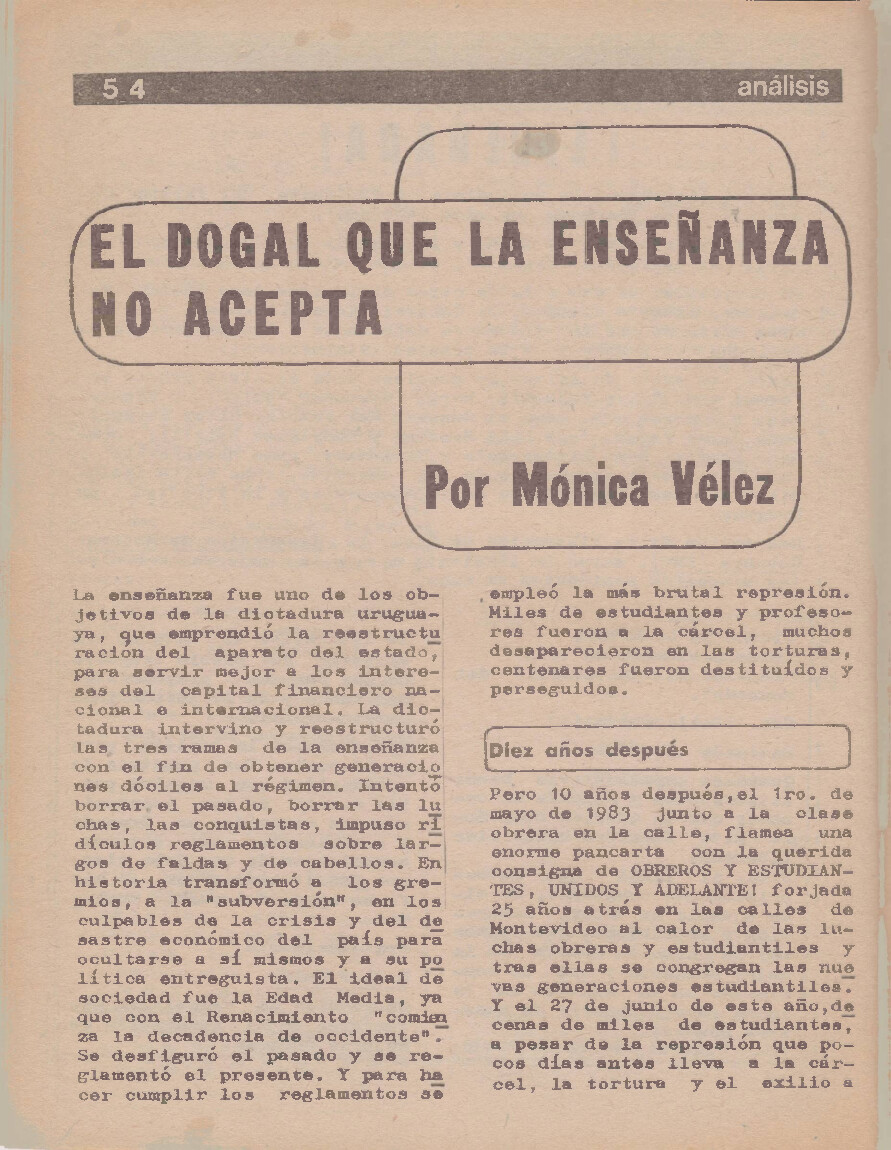 54 análisis
EL DOGAL QUE LA ENSEÑANZA
NO ACEPTA
Por Mónica Vélez
La enseñanza fue uno de los ob-
jetivos de la dictadura urugua-
ya, que emprendió la reestructu
ración del aparato del estado,
para servir mejor a los intere-
ses del capital financiero na-
cional e internacional. La dic-
tadura intervino y reestructuró
las tres ramas de la enseñanza
con el fin de obtener generacio
nes dóciles al régimen. Intentó
borrar el pasado, borrar las lu
chas, las conquistas, impuso ri
dículos reglamentos sobre lar-
gos de faldas y de cabellos. En
historia transformó a los gre-
mios, a la "subversión", en los
culpables de la crisis y del de
sastre económico del país para
ocultarse a sí mismos y a su po
lítica entreguista. El ideal de
sociedad fue la Edad Media, ya
que con el Renacimiento "comien
za la decadencia de occidente".
Se desfiguró el pasado y se re-
glamentó el presente. Y para ha
cer cumplir los reglamentos se
empleó la más brutal represión.
Miles de estudiantes y profeso-
res fueron a la cárcel, muchos
desaparecieron en las torturas,
centenares fueron destituídos y
perseguidos.
Diez años después
Pero 10 años después,el 1ro. de
mayo de 1983 junto a la clase
obrera en la calle, flamea una
enorme pancarta con la querida
consigna de OBREROS Y ESTUDIAN-
TES, UNIDOS Y ADELANTE! forjada
25 años atrás en las calles de
Montevideo al calor de las lu-
chas obreras y estudiantiles y
tras ellas se congregan las nue
vas generaciones estudiantiles.
Y el 27 de junio de este año,de
cenas de miles de estudiantes,
a pesar de la represión que po-
cos días antes lleva a la cár-
cel, la tortura y el exilio a